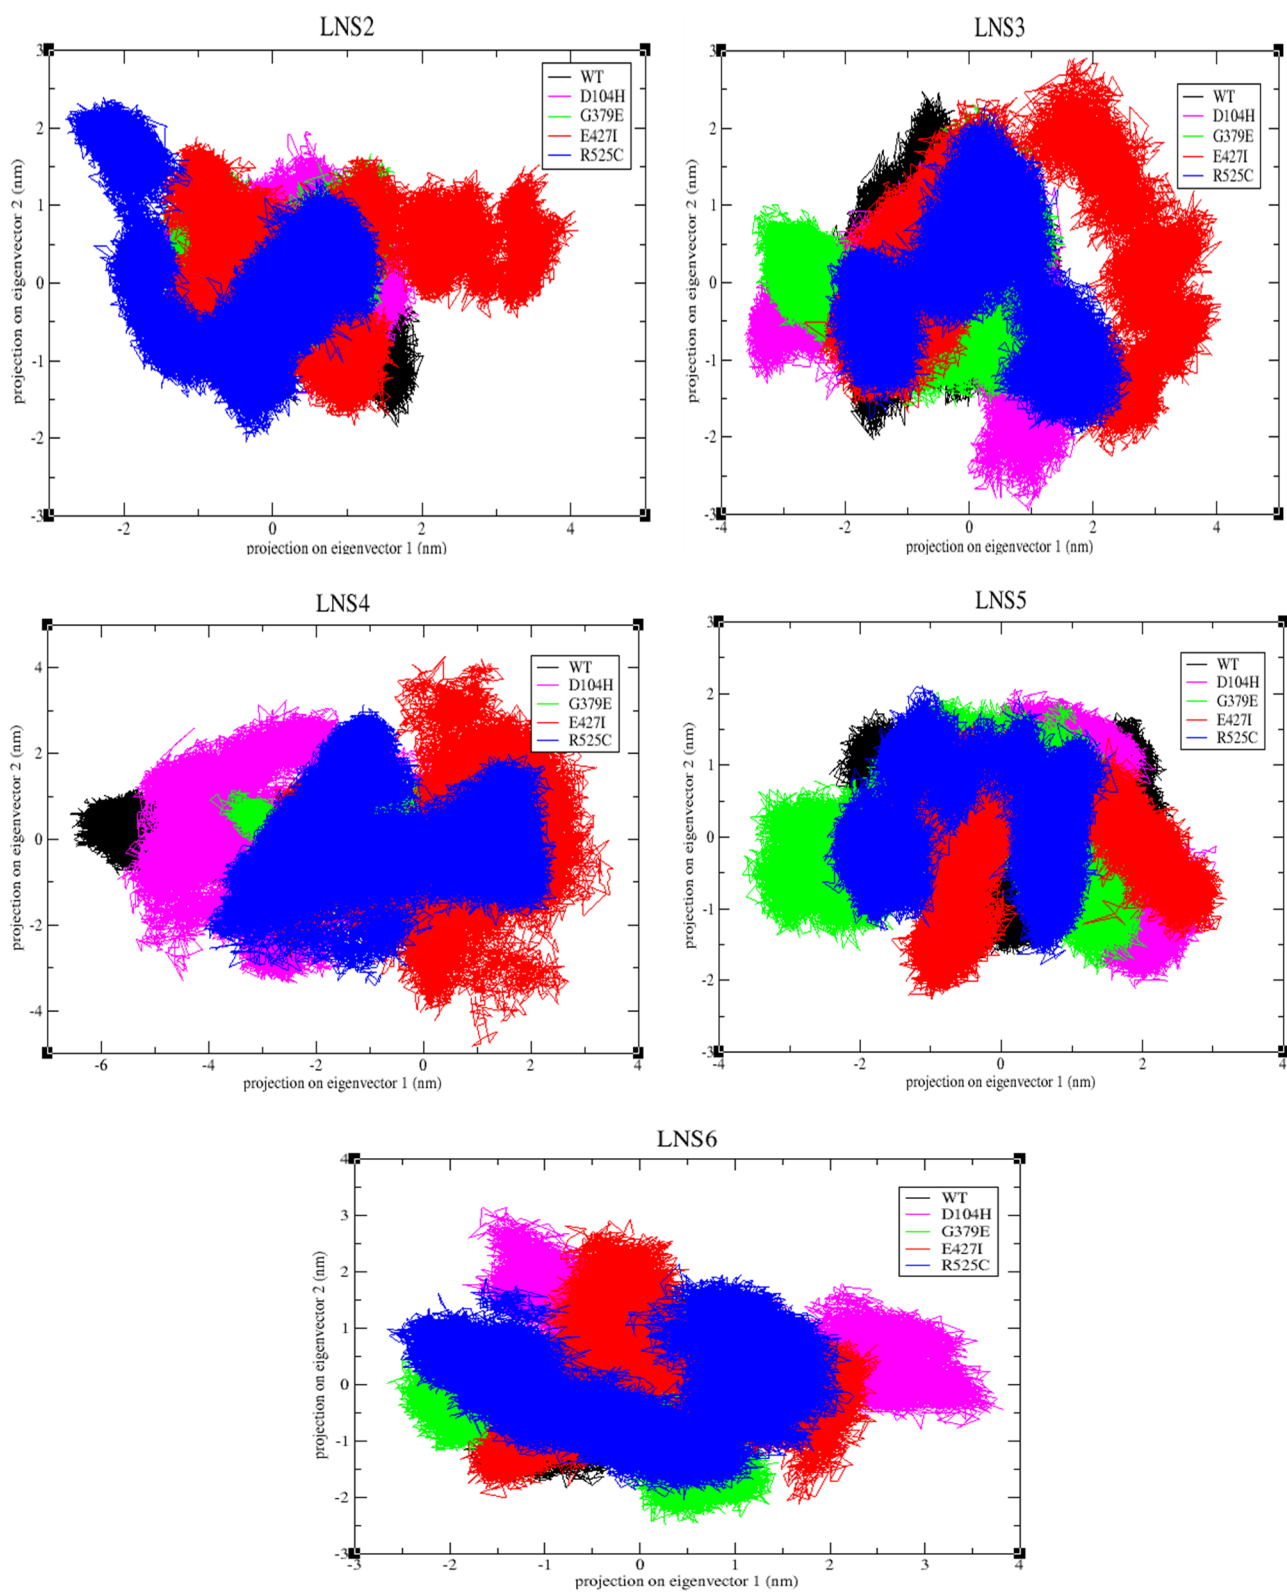 LNS2
3
2
1
0
-1
-2
-3
-2
0
2
4
projection on eigenvector 2 (nm)
projection on eigenvector 1 (nm)
WT
D104H
G379E
E427I
R525C
LNS3
3
2
1
0
-1
-2
-3
-4
-2
0
2
4
projection on eigenvector 2 (nm)
projection on eigenvector 1 (nm)
WT
D104H
G379E
E427I
R525C
LNS4
4
2
0
-2
-4
-6
-4
-2
0
2
4
projection on eigenvector 2 (nm)
projection on eigenvector 1 (nm)
WT
D104H
G379E
E427I
R525C
LNS5
3
2
1
0
-1
-2
-3
-4
-2
0
2
4
projection on eigenvector 2 (nm)
projection on eigenvector 1 (nm)
WT
D104H
G379E
E427I
R525C
LNS6
4
3
2
1
0
-1
-2
-3
-3
-2
-1
0
1
2
3
4
projection on eigenvector 2 (nm)
projection on eigenvector 1 (nm)
WT
D104H
G379E
E427I
R525C